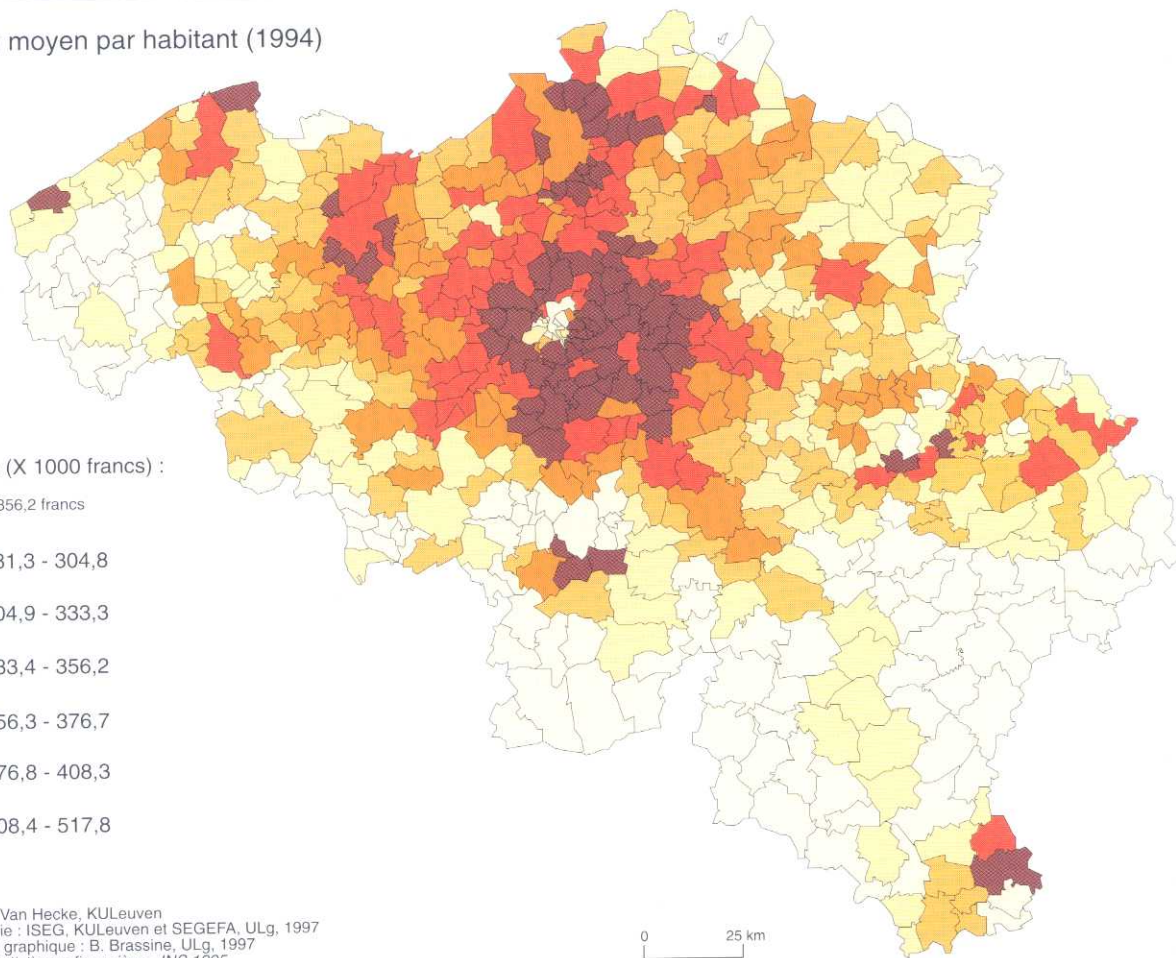 moyen par habitant (1994)
(X 1000 francs) :
356,2 francs
31,3 - 304,8
04,9 - 333,3
33,4 - 356,2
56,3 - 376,7
76,8 - 408,3
08,4 - 517,8
Van Hecke, KULeuven
ie : ISEG, KULeuven et SEGEFA, ULg, 1997
graphique : B. Brassine, ULg, 1997
0 25 km